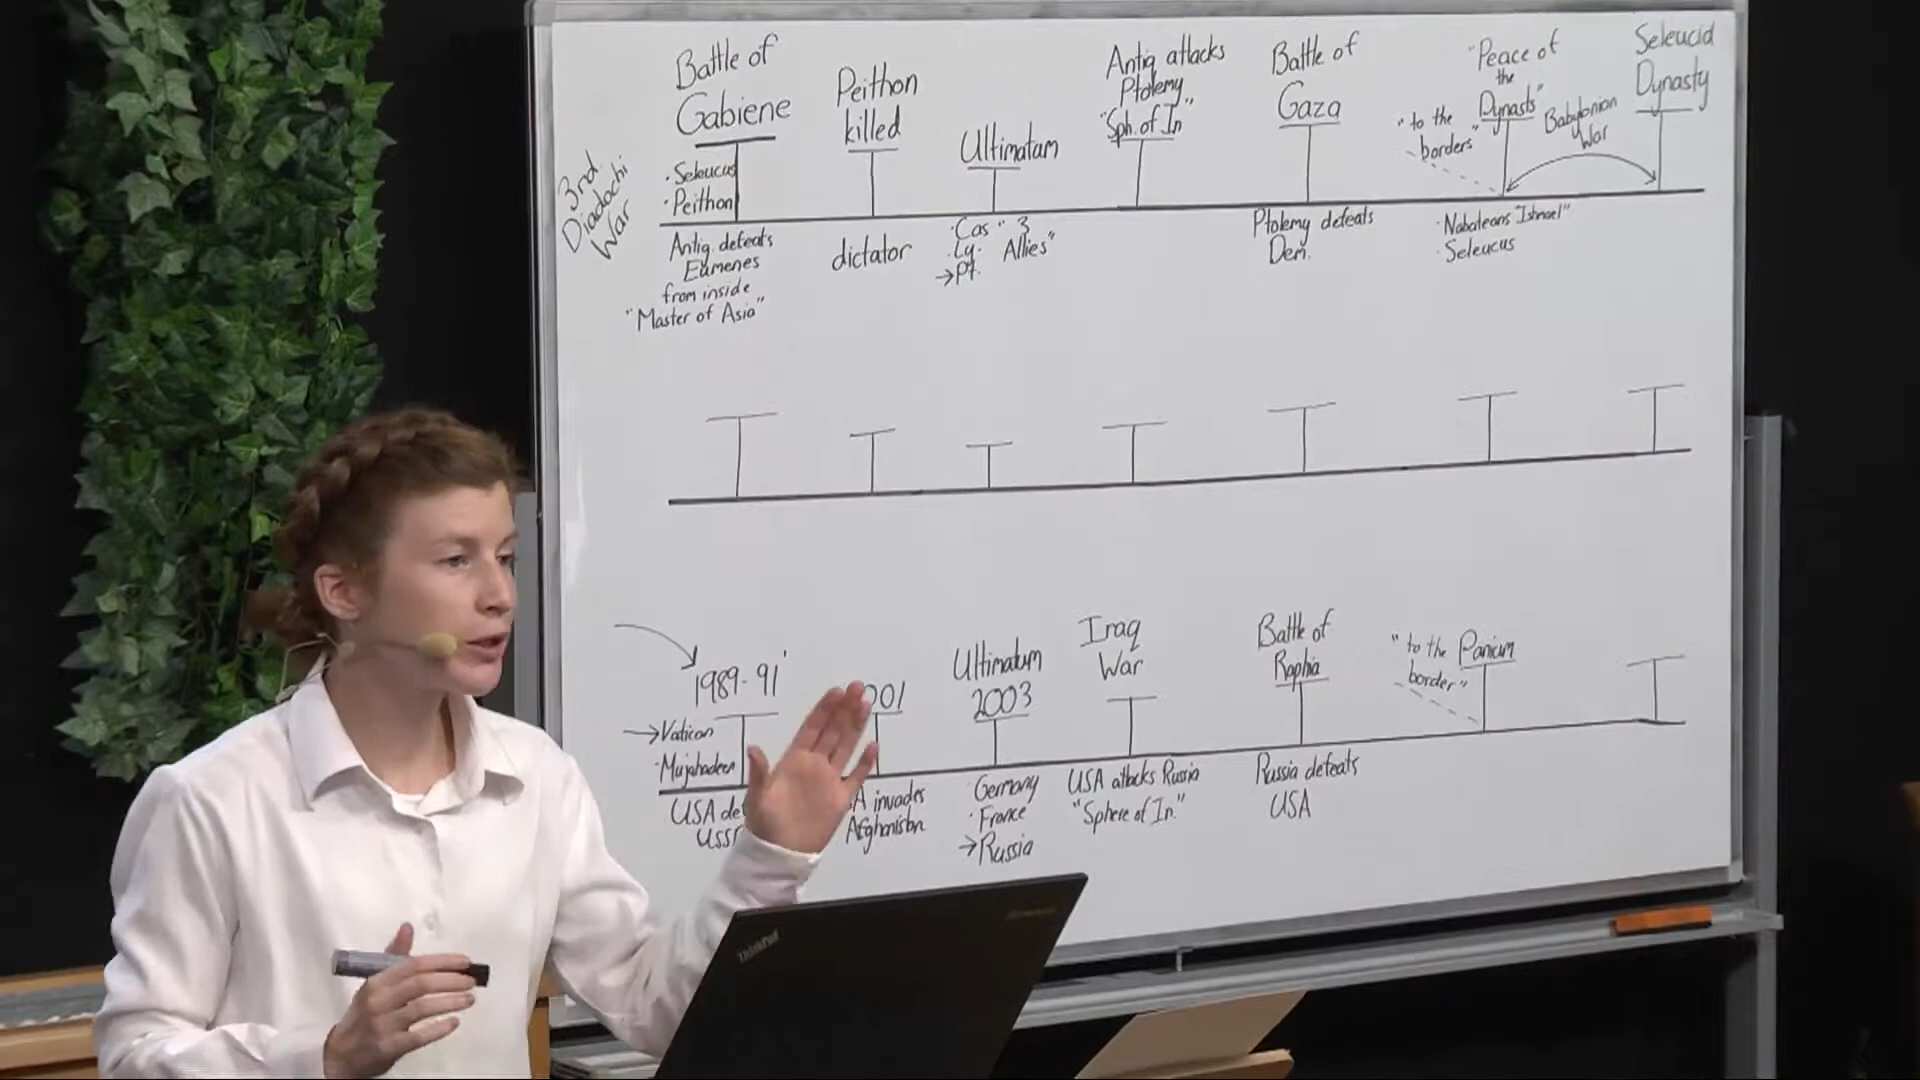 3rd
Diadochi
War
Battle of
Gabiene
· Seleucus
· Peithon
Antig. defeats
Eumenes
from inside
"Master of Asia"
Peithon
killed
dictator
Ultimatum
· Cas " 3
· Ly. Allies"
→ Pt.
Antig attacks
Ptolemy
"Sph. of In"
Battle of
Gaza
Ptolemy defeats
Dem.
"to the
borders"
"Peace of
the
Dynasts"
· Nabateans "Ishmael"
· Seleucus
Babylonian
War
Seleucid
Dynasty
1989-91'
→ Vatican
· Mujahadeen
USA de
USSR
001
A invades
Afghanistan
Ultimatum
2003
· Germany
· France
→ Russia
Iraq
War
USA attacks Russia
"Sphere of In."
Battle of
Raphia
Russia defeats
USA
"to the
border"
Panium
ThinkPad